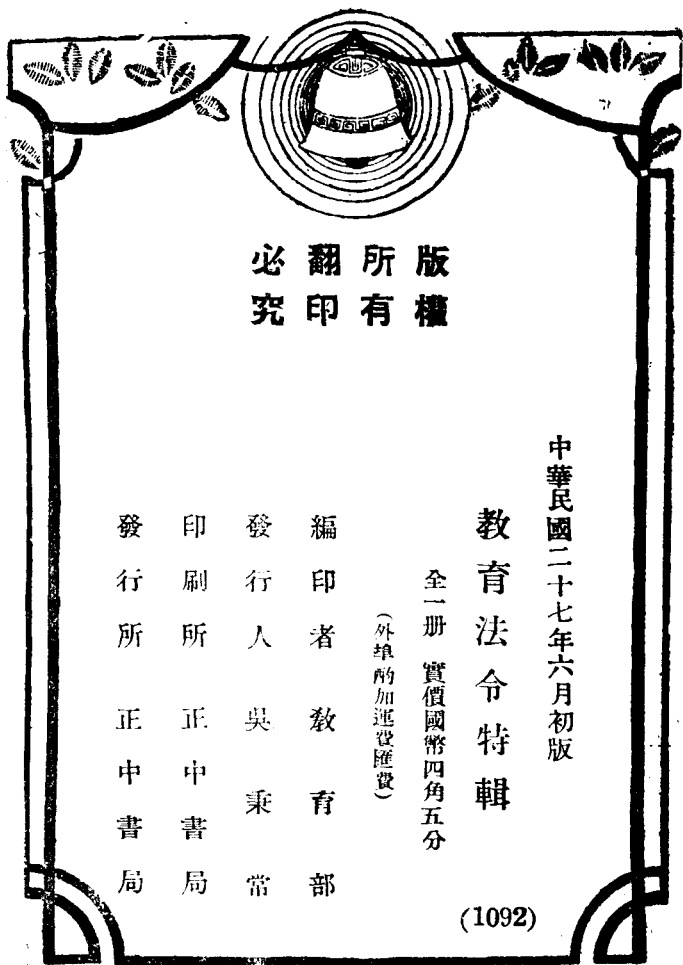 版權
所有
翻印
必究
中華民國二十七年六月初版
教育法令特輯
全一册 實價國幣四角五分
(外埠酌加運費匯費)
編印者 教育部
發行人 吳秉常
印刷所 正中書局
發行所 正中書局
(1092)